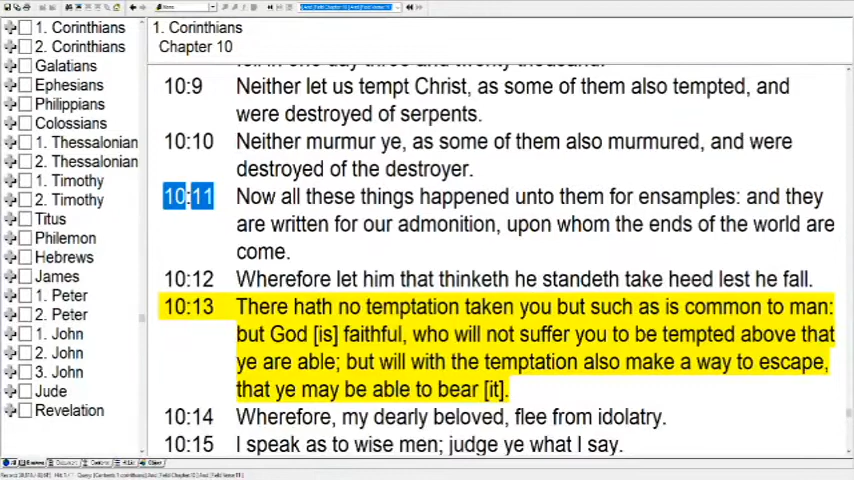 1. Corinthians
2. Corinthians
Galatians
Ephesians
Philippians
Colossians
1. Thessalonian
2. Thessalonian
1. Timothy
2. Timothy
Titus
Philemon
Hebrews
James
1. Peter
2. Peter
1. John
2. John
3. John
Jude
Revelation
1. Corinthians
Chapter 10
10:9 Neither let us tempt Christ, as some of them also tempted, and
were destroyed of serpents.
10:10 Neither murmur ye, as some of them also murmured, and were
destroyed of the destroyer.
10:11 Now all these things happened unto them for ensamples: and they
are written for our admonition, upon whom the ends of the world are
come.
10:12 Wherefore let him that thinketh he standeth take heed lest he fall.
10:13 There hath no temptation taken you but such as is common to man:
but God [is] faithful, who will not suffer you to be tempted above that
ye are able; but will with the temptation also make a way to escape,
that ye may be able to bear [it].
10:14 Wherefore, my dearly beloved, flee from idolatry.
10:15 I speak as to wise men; judge ye what I say.